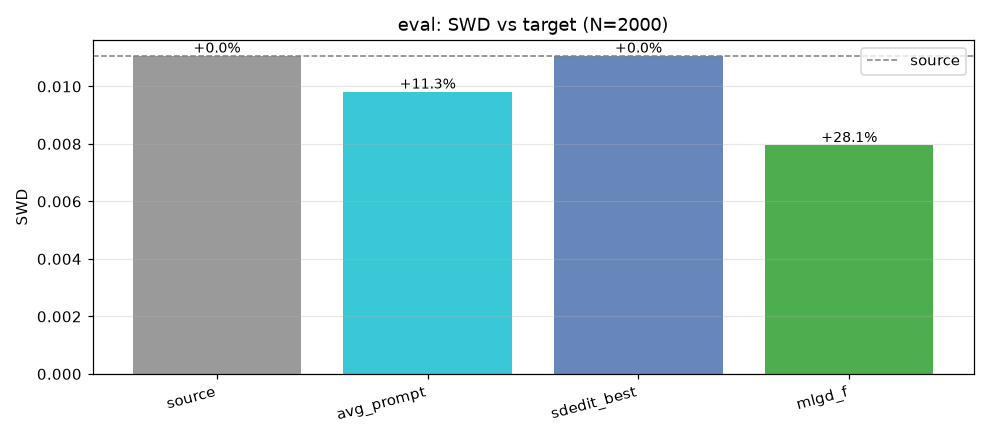 eval: SWD vs target (N=2000)
+0.0%
+11.3%
+0.0%
+28.1%
source
SWD
0.010
0.008
0.006
0.004
0.002
0.000
source
avg_prompt
sdedit_best
mlgd_f